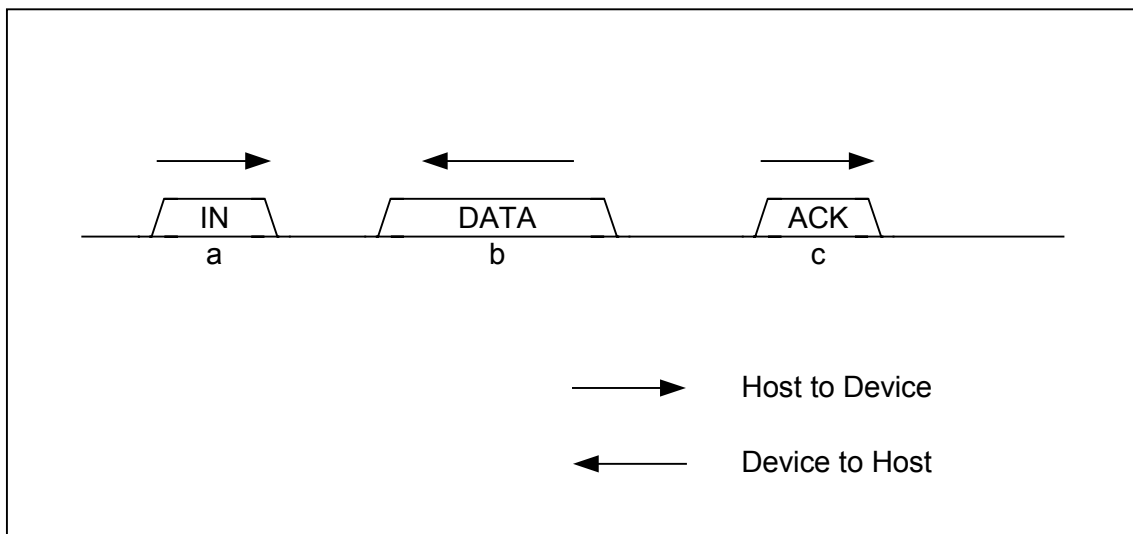 IN DATA ACK
a b c
Host to Device
Device to Host